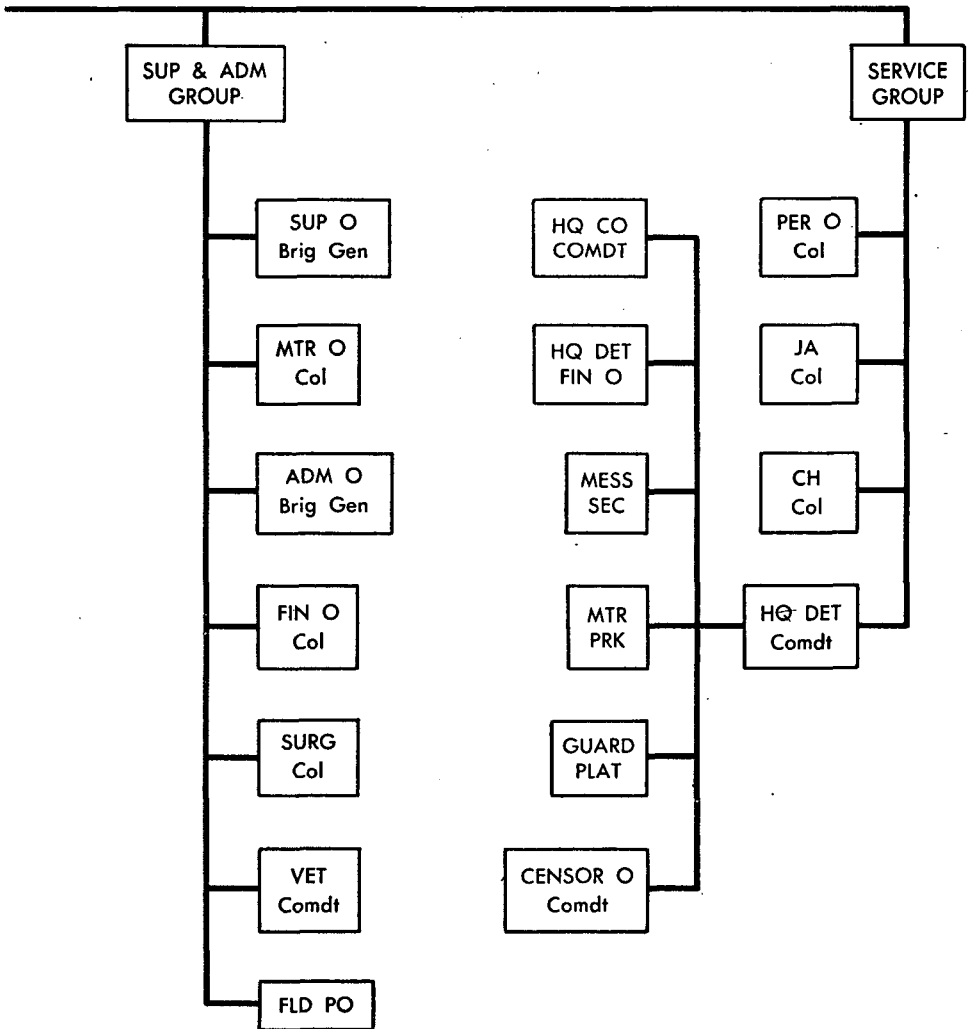 SUP & ADM
GROUP
SERVICE
GROUP
SUP O
Brig Gen
MTR O
Col
ADM O
Brig Gen
FIN O
Col
SURG
Col
VET
Comdt
FLD PO
HQ CO
COMDT
HQ DET
FIN O
MESS
SEC
MTR
PRK
GUARD
PLAT
CENSOR O
Comdt
PER O
Col
JA
Col
CH
Col
HQ DET
Comdt